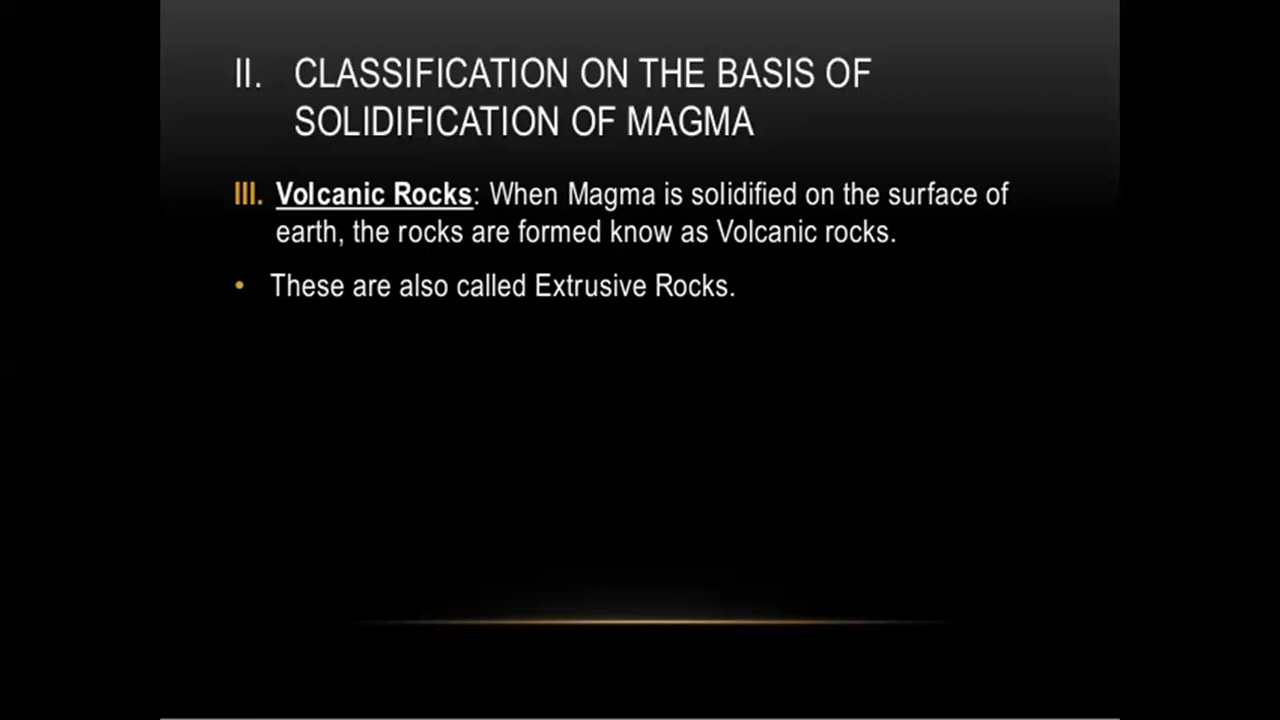 II. CLASSIFICATION ON THE BASIS OF
SOLIDIFICATION OF MAGMA
III. Volcanic Rocks: When Magma is solidified on the surface of
earth, the rocks are formed know as Volcanic rocks.
• These are also called Extrusive Rocks.